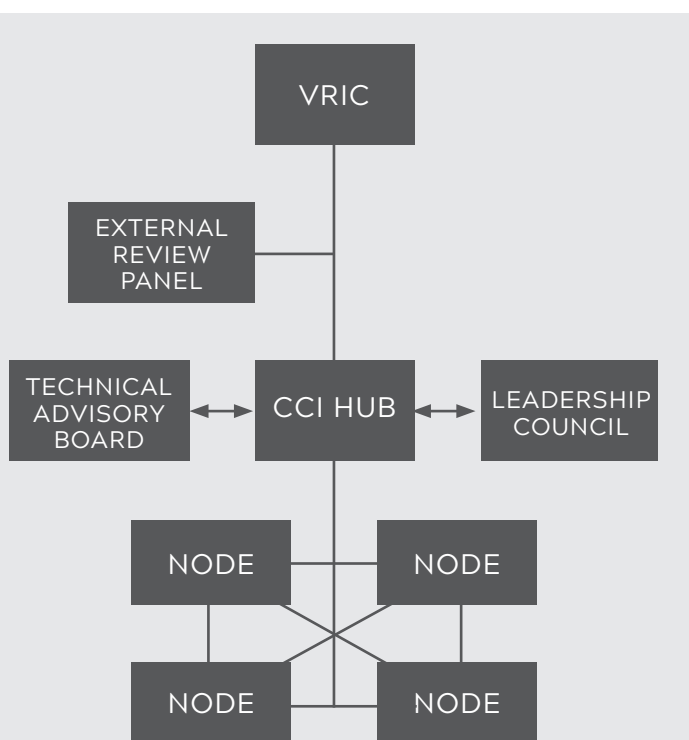 VRIC
EXTERNAL
REVIEW
PANEL
TECHNICAL
ADVISORY
BOARD
CCI HUB
LEADERSHIP
COUNCIL
NODE
NODE
NODE
NODE